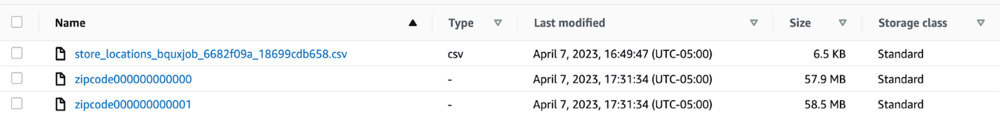 Name Type Last modified Size Storage class
store_locations_bquxjob_6682f09a_18699cdb658.csv csv April 7, 2023, 16:49:47 (UTC-05:00) 6.5 KB Standard
zipcode000000000000 - April 7, 2023, 17:31:34 (UTC-05:00) 57.9 MB Standard
zipcode000000000001 - April 7, 2023, 17:31:34 (UTC-05:00) 58.5 MB Standard